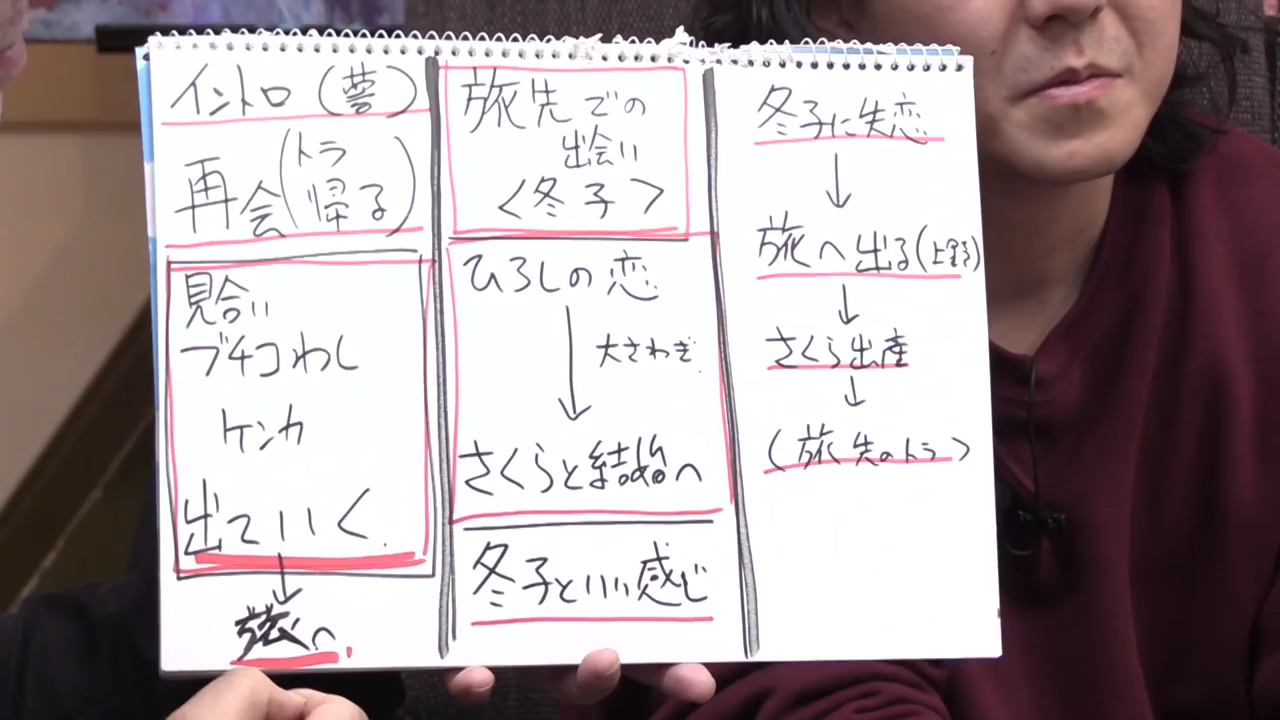 イントロ(夢)
再会(トラ帰る)
見合い
ブチコわし
ケンカ
出ていく.
↓
旅へ.
旅先での
出会い
<冬子>
ひろしの恋
↓ 大さわぎ.
さくらと結婚へ
冬子といい感じ
冬子に失恋
↓
旅へ出る(上野)
↓
さくら出産
↓
(旅先のトラ)